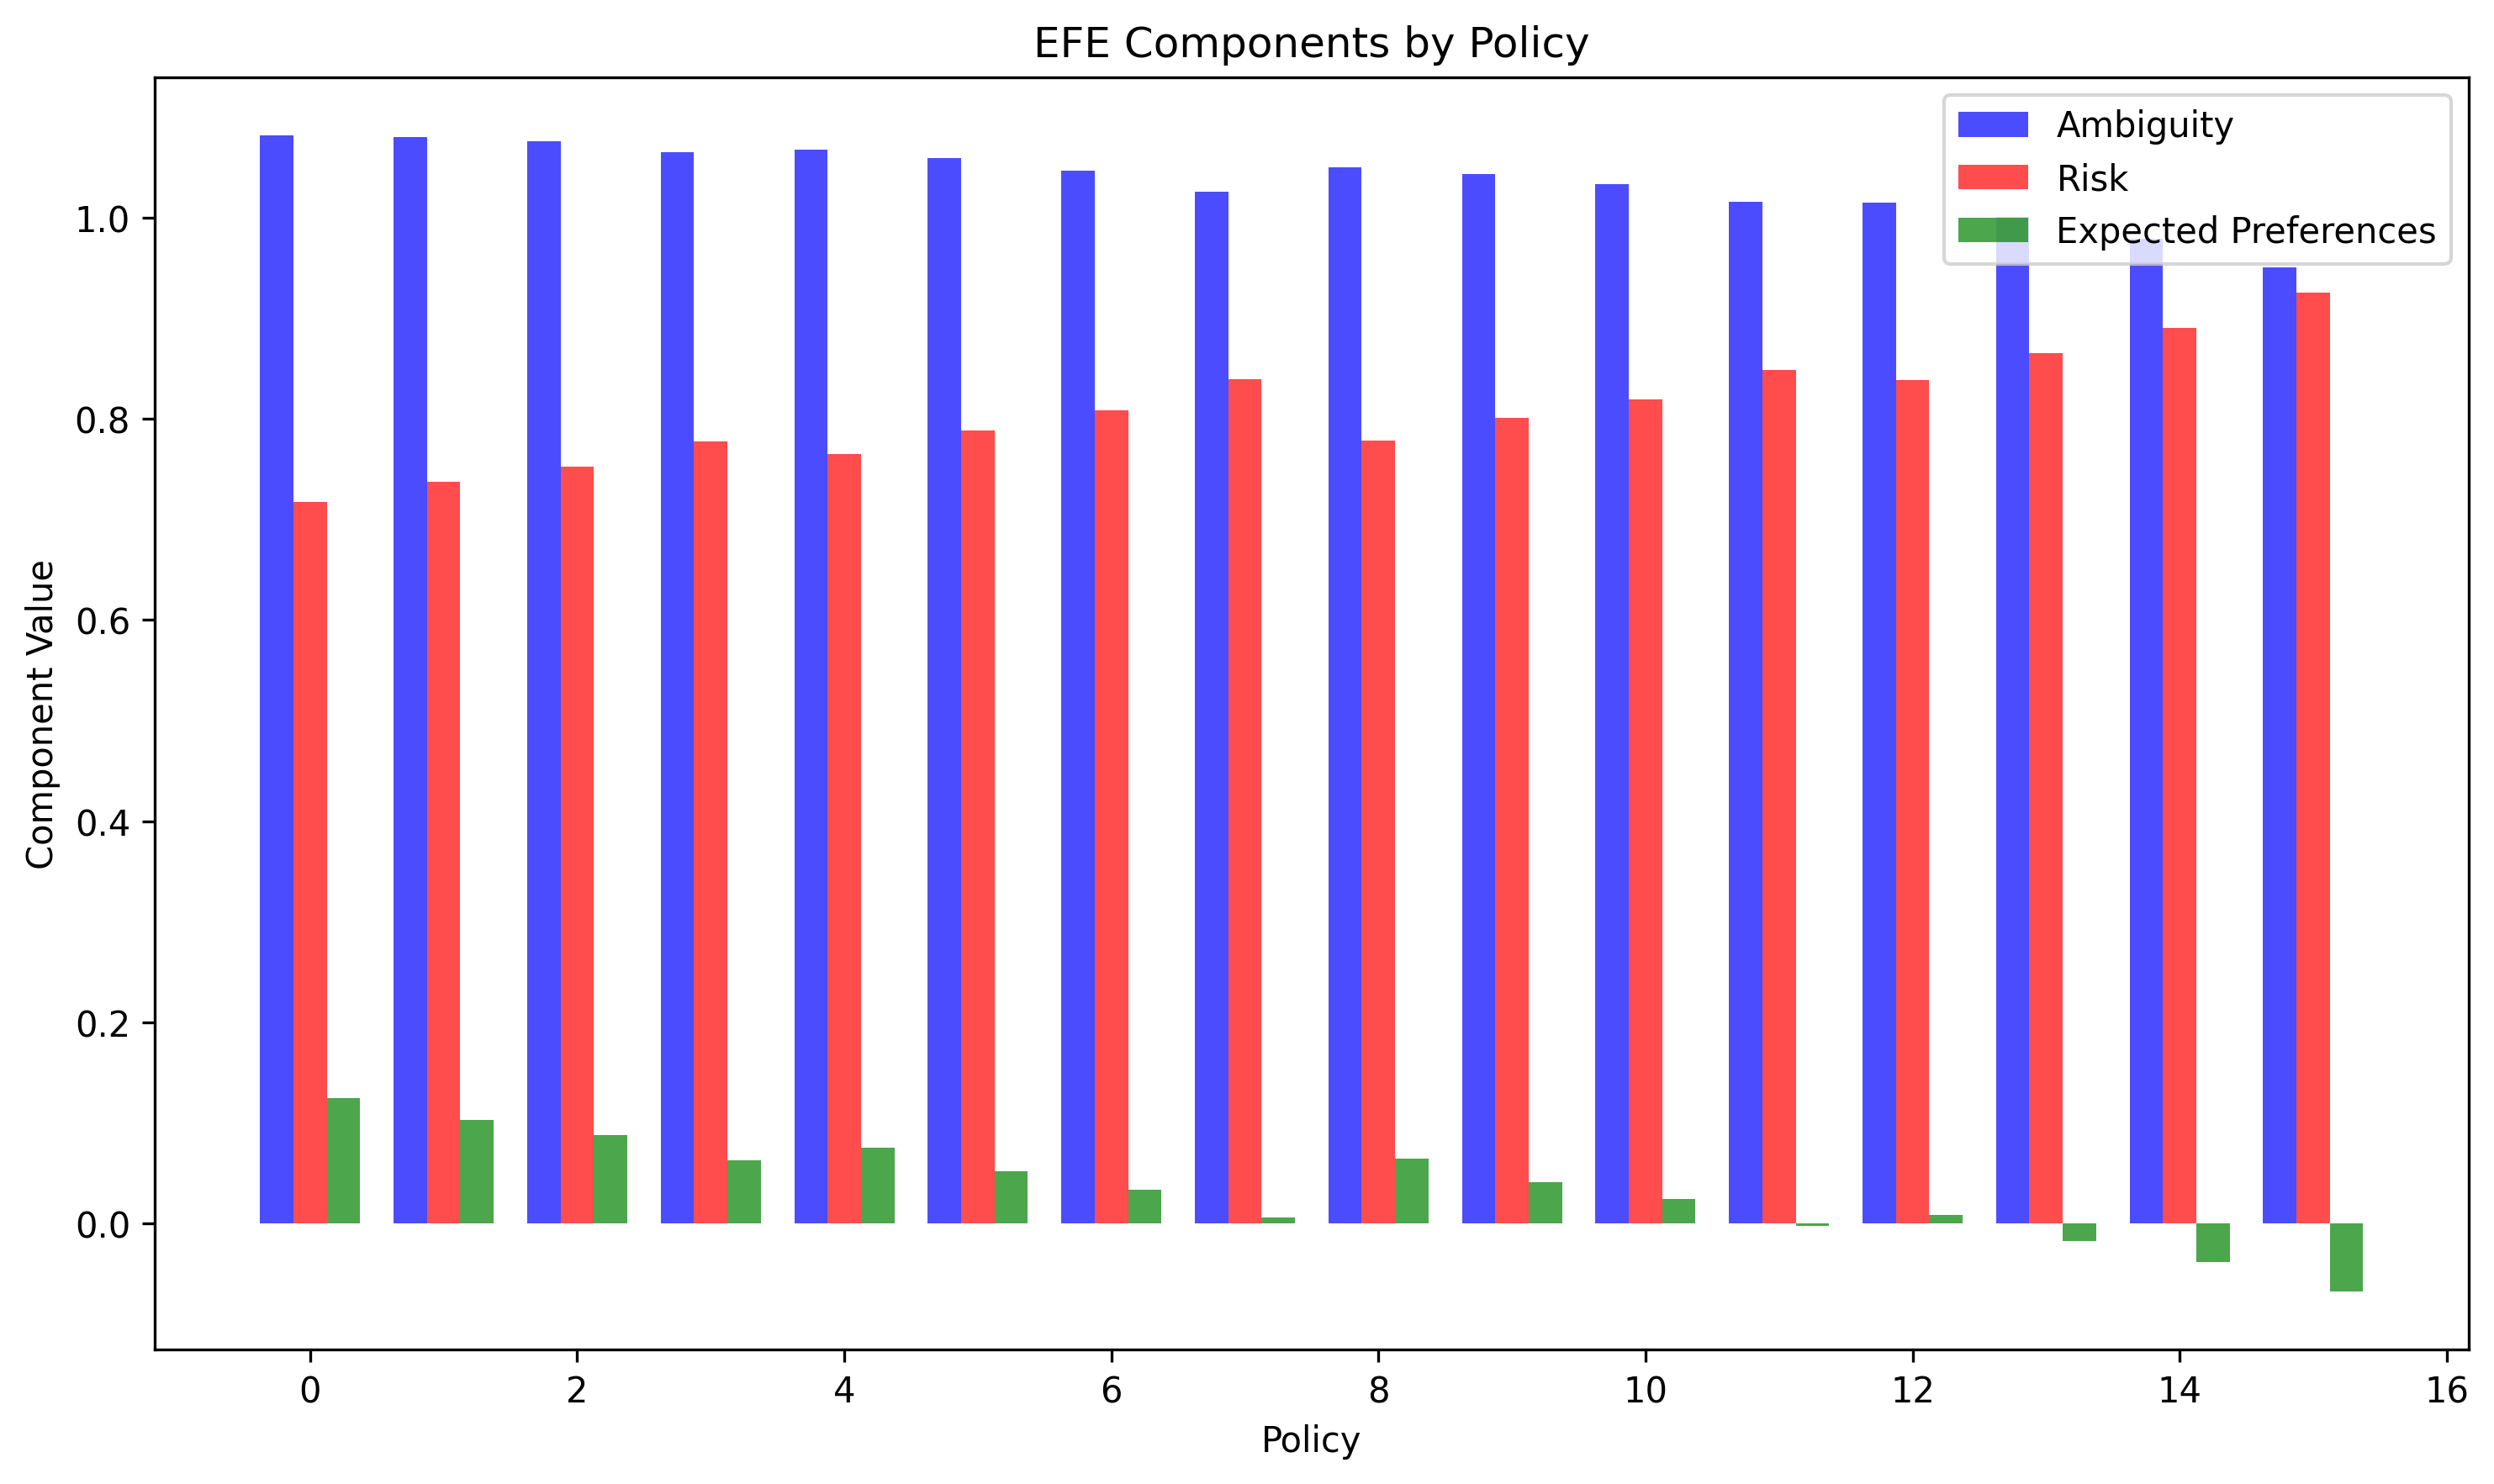 EFE Components by Policy
Ambiguity
Risk
Expected Preferences
Component Value
1.0
0.8
0.6
0.4
0.2
0.0
0 2 4 6 8 10 12 14 16
Policy